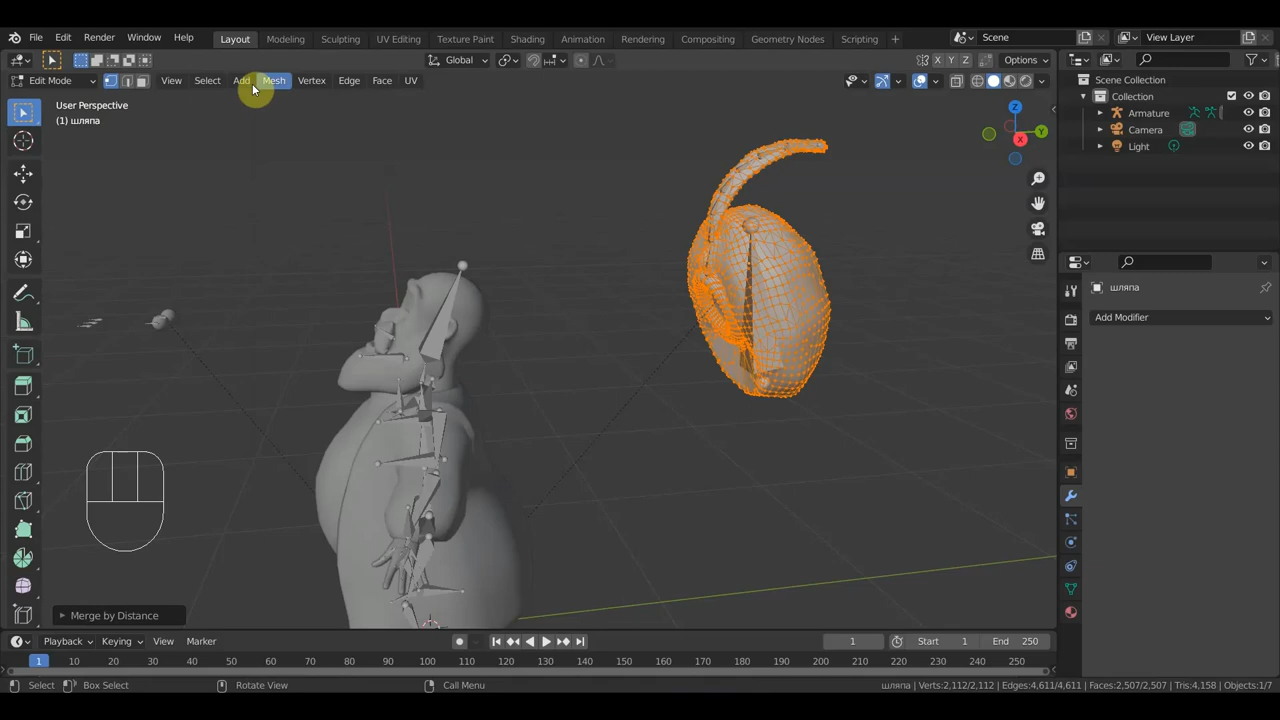 File Edit Render Window Help Layout Modeling Sculpting UV Editing Texture Paint Shading Animation Rendering Compositing Geometry Nodes Scripting + Scene View Layer
Global X Y Z Options
Edit Mode View Select Add Mesh Vertex Edge Face UV
Scene Collection
Collection
Armature
Camera
Light
User Perspective
(1) шляпа
Z
Y
X
шляпа
Add Modifier
Merge by Distance
Playback Keying View Marker 1 Start 1 End 250
1 10 20 30 40 50 60 70 80 90 100 110 120 130 140 150 160 170 180 190 200 210 220 230 240 250
Select Box Select Rotate View Call Menu шляпа | Verts:2,112/2,112 | Edges:4,611/4,611 | Faces:2,507/2,507 | Tris:4,158 | Objects:1/7